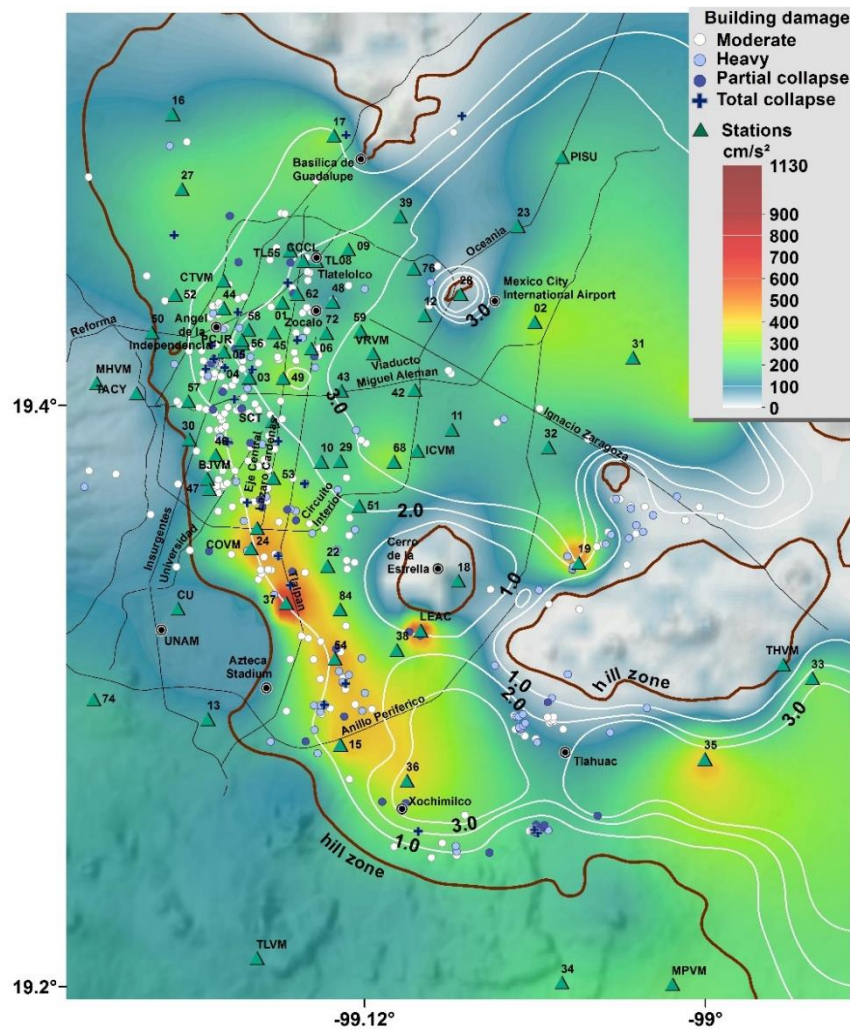 Building damage
Moderate
Heavy
Partial collapse
Total collapse
Stations
cm/s²
1130
900
800
700
600
500
400
300
200
100
0
16
17
Basilica de
Guadalupe
PISU
27
39
23
Oceania
TL55
CCCL
09
TL08
Tlatelolco
76
28
Mexico City
International Airport
3.0
CTVM
52
44
62
48
12
02
Reforma
50
Angel de la
Independencia
58
01
Zocalo
72
59
PCJR
56
45
06
VRVM
Viaducto
Miguel Aleman
3.0
31
MHVM
TACY
05
04
03
49
43
42
57
19.4°
SCT
11
Ignacio Zaragoza
30
32
46
10
29
68
ICVM
BJVM
47
Eje Central
Lazaro Cardenas
53
Circuito
Interior
51
2.0
Insurgentes
Universidad
24
COVM
22
Cerro
de la
Estrella
18
19
1.0
37
Tlalpan
84
CU
UNAM
LEAC
38
54
THVM
33
Azteca
Stadium
hill zone
1.0
2.0
3.0
74
13
Anillo Periferico
15
Tlahuac
35
36
Xochimilco
3.0
1.0
hill zone
TLVM
34
MPVM
19.2°
-99.12°
-99°